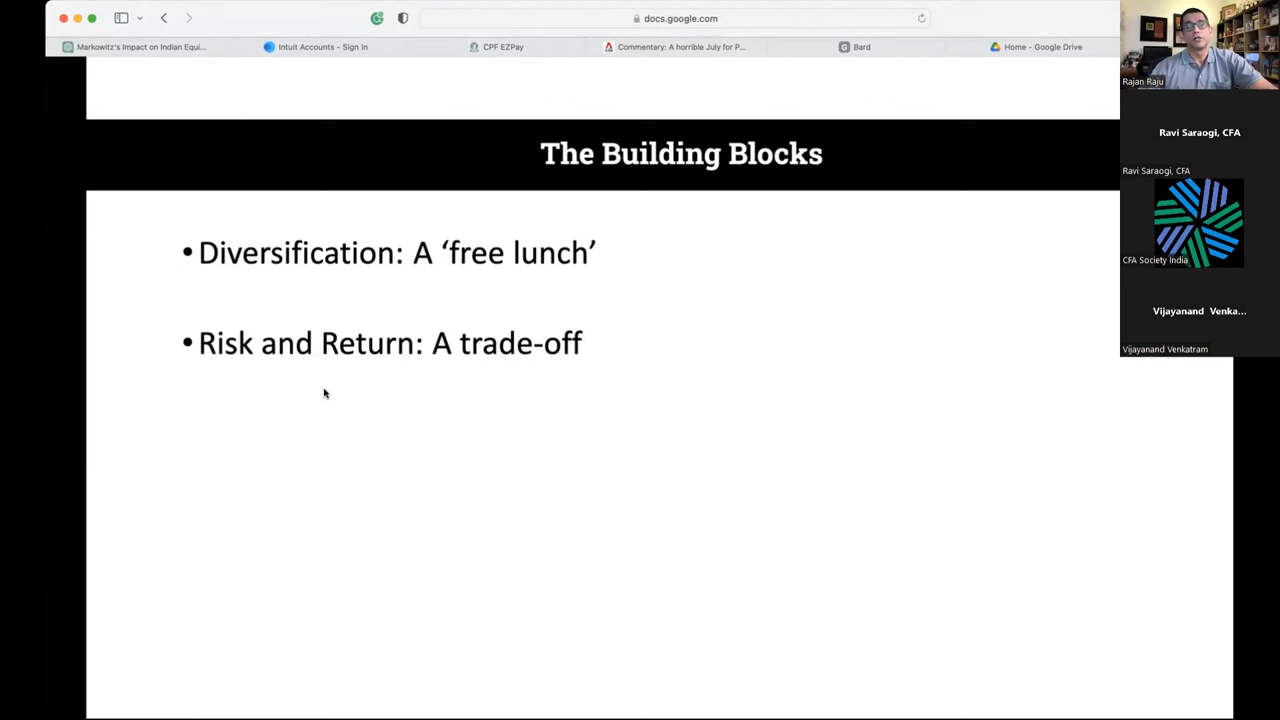 docs.google.com
Markowitz's Impact on Indian Equi...
Intuit Accounts - Sign In
CPF EZPay
Commentary: A horrible July for P...
G
Bard
Home - Google Drive
The Building Blocks
• Diversification: A ‘free lunch’
• Risk and Return: A trade-off
Rajan Raju
Ravi Saraogi, CFA
Ravi Saraogi, CFA
CFA Society India
Vijayanand Venka...
Vijayanand Venkatram